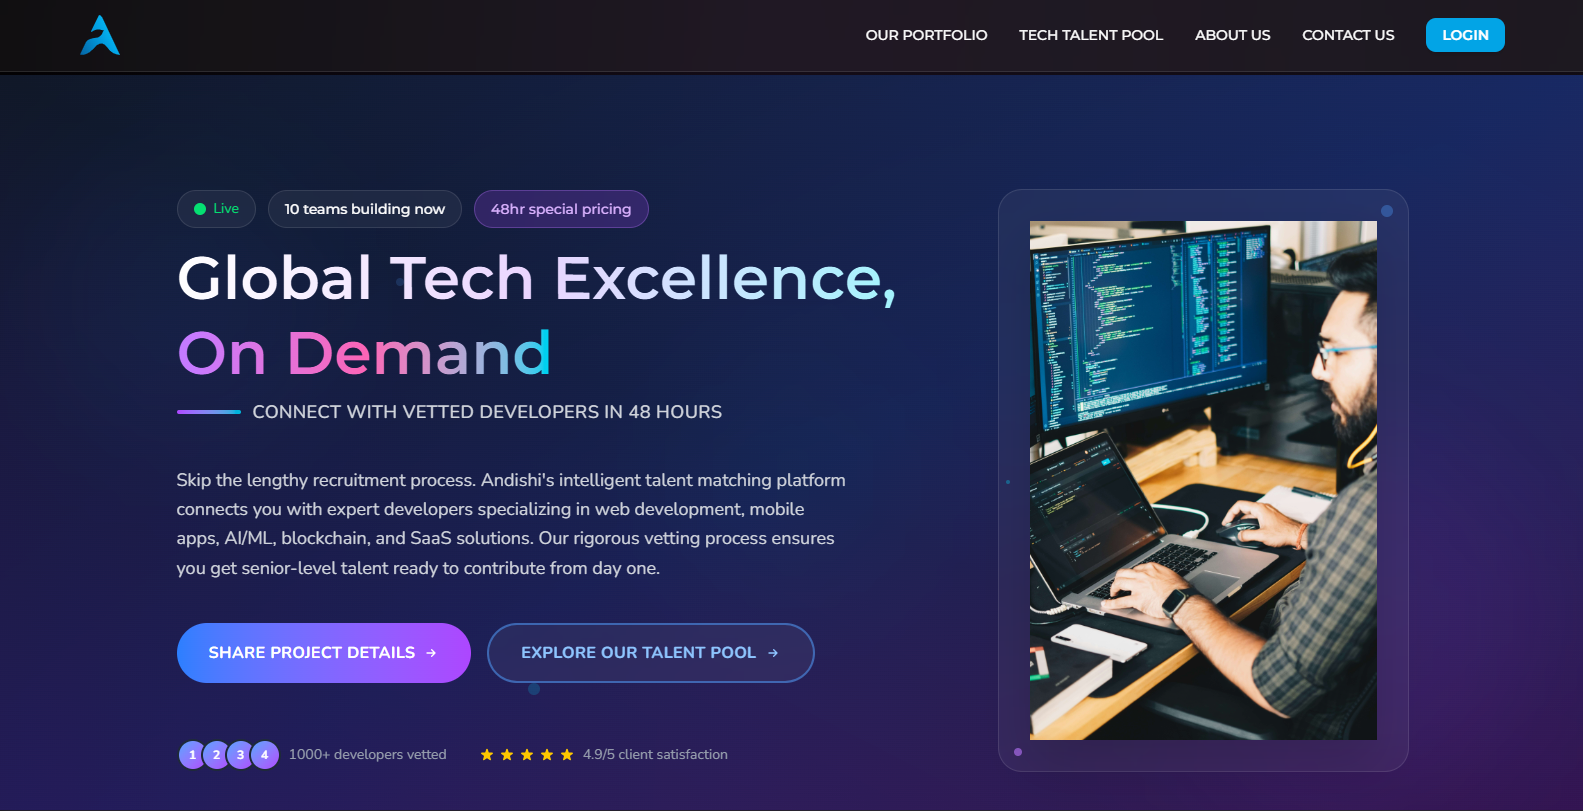 OUR PORTFOLIO TECH TALENT POOL ABOUT US CONTACT US LOGIN
Live 10 teams building now 48hr special pricing
Global Tech Excellence,
On Demand
CONNECT WITH VETTED DEVELOPERS IN 48 HOURS
Skip the lengthy recruitment process. Andishi's intelligent talent matching platform
connects you with expert developers specializing in web development, mobile
apps, AI/ML, blockchain, and SaaS solutions. Our rigorous vetting process ensures
you get senior-level talent ready to contribute from day one.
SHARE PROJECT DETAILS → EXPLORE OUR TALENT POOL →
1 2 3 4 1000+ developers vetted ★★★★★ 4.9/5 client satisfaction